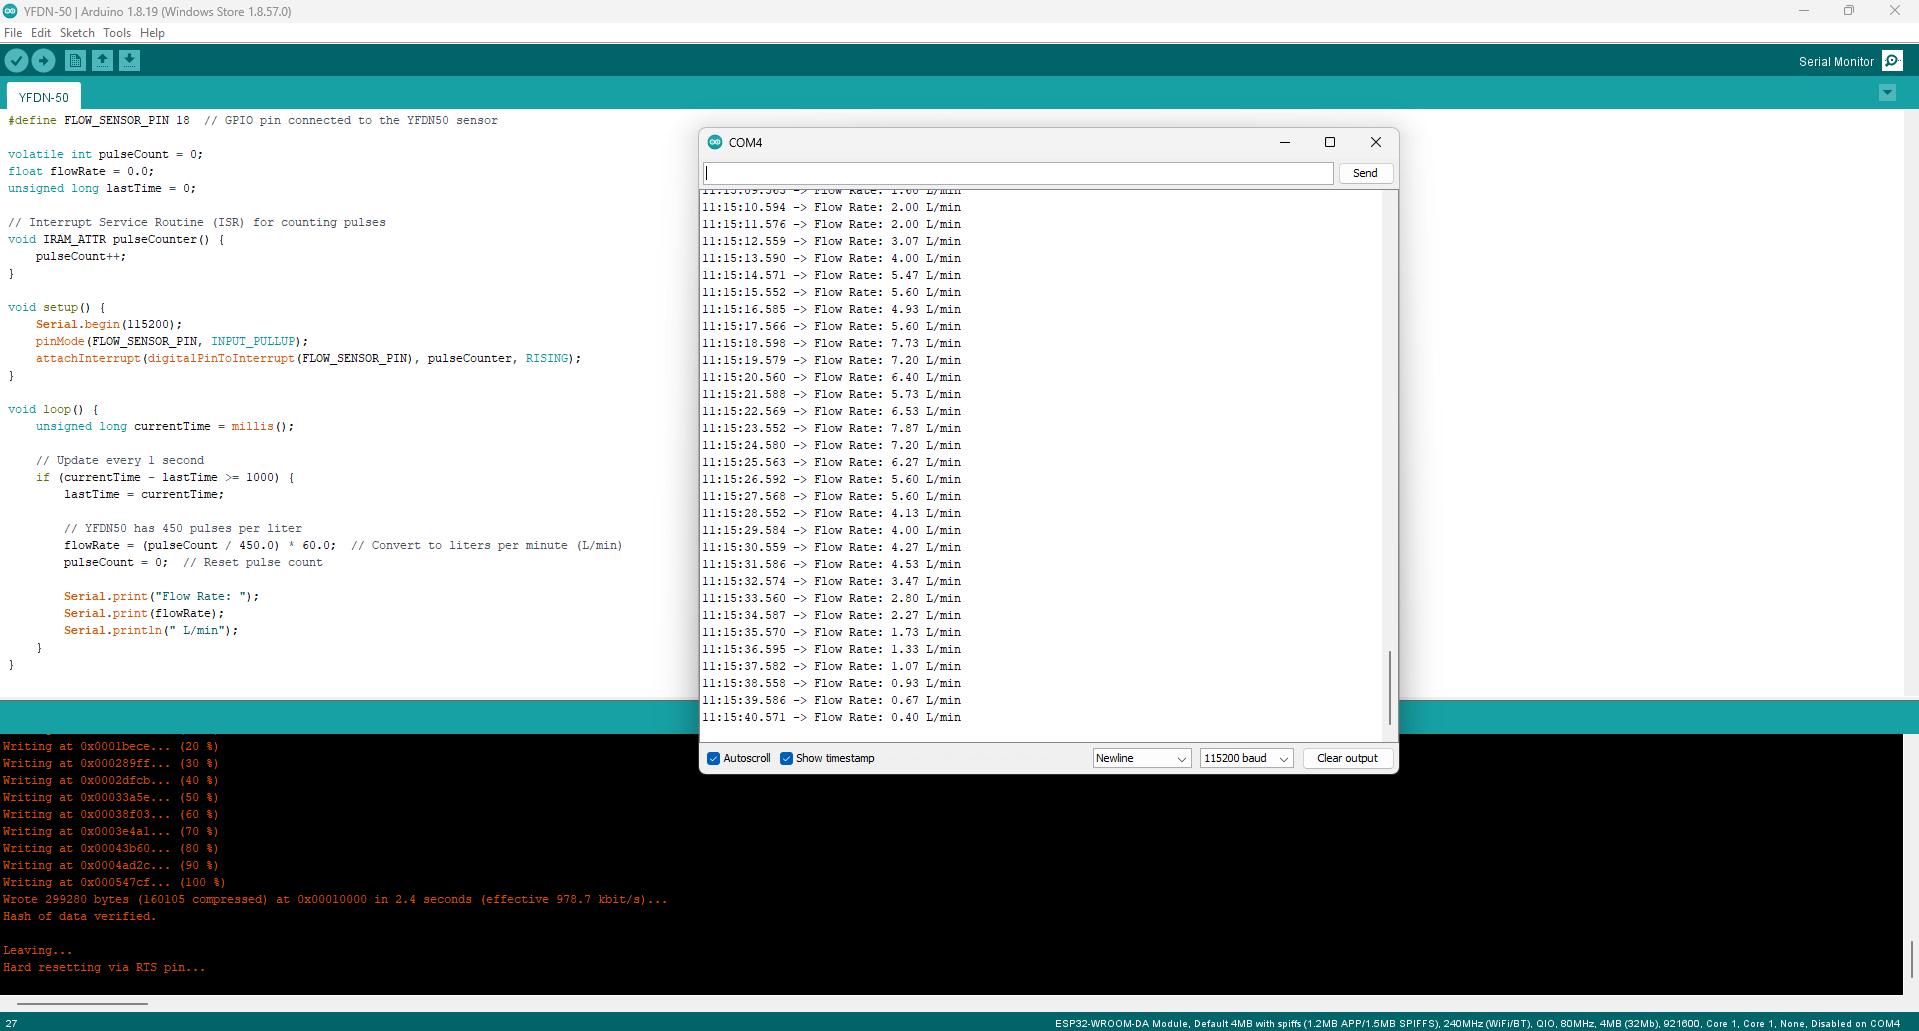 YFDN-50 | Arduino 1.8.19 (Windows Store 1.8.57.0)
File Edit Sketch Tools Help
Serial Monitor
YFDN-50
#define FLOW_SENSOR_PIN 18  // GPIO pin connected to the YFDN50 sensor
volatile int pulseCount = 0;
float flowRate = 0.0;
unsigned long lastTime = 0;
// Interrupt Service Routine (ISR) for counting pulses
void IRAM_ATTR pulseCounter() {
    pulseCount++;
}
void setup() {
    Serial.begin(115200);
    pinMode(FLOW_SENSOR_PIN, INPUT_PULLUP);
    attachInterrupt(digitalPinToInterrupt(FLOW_SENSOR_PIN), pulseCounter, RISING);
}
void loop() {
    unsigned long currentTime = millis();
    // Update every 1 second
    if (currentTime - lastTime >= 1000) {
        lastTime = currentTime;
        // YFDN50 has 450 pulses per liter
        flowRate = (pulseCount / 450.0) * 60.0;  // Convert to liters per minute (L/min)
        pulseCount = 0;  // Reset pulse count
        Serial.print("Flow Rate: ");
        Serial.print(flowRate);
        Serial.println(" L/min");
    }
}
COM4
Send
11:15:09.563 -> Flow Rate: 1.60 L/min
11:15:10.594 -> Flow Rate: 2.00 L/min
11:15:11.576 -> Flow Rate: 2.00 L/min
11:15:12.559 -> Flow Rate: 3.07 L/min
11:15:13.590 -> Flow Rate: 4.00 L/min
11:15:14.571 -> Flow Rate: 5.47 L/min
11:15:15.552 -> Flow Rate: 5.60 L/min
11:15:16.585 -> Flow Rate: 4.93 L/min
11:15:17.566 -> Flow Rate: 5.60 L/min
11:15:18.598 -> Flow Rate: 7.73 L/min
11:15:19.579 -> Flow Rate: 7.20 L/min
11:15:20.560 -> Flow Rate: 6.40 L/min
11:15:21.588 -> Flow Rate: 5.73 L/min
11:15:22.569 -> Flow Rate: 6.53 L/min
11:15:23.552 -> Flow Rate: 7.87 L/min
11:15:24.580 -> Flow Rate: 7.20 L/min
11:15:25.563 -> Flow Rate: 6.27 L/min
11:15:26.592 -> Flow Rate: 5.60 L/min
11:15:27.568 -> Flow Rate: 5.60 L/min
11:15:28.552 -> Flow Rate: 4.13 L/min
11:15:29.584 -> Flow Rate: 4.00 L/min
11:15:30.559 -> Flow Rate: 4.27 L/min
11:15:31.586 -> Flow Rate: 4.53 L/min
11:15:32.574 -> Flow Rate: 3.47 L/min
11:15:33.560 -> Flow Rate: 2.80 L/min
11:15:34.587 -> Flow Rate: 2.27 L/min
11:15:35.570 -> Flow Rate: 1.73 L/min
11:15:36.595 -> Flow Rate: 1.33 L/min
11:15:37.582 -> Flow Rate: 1.07 L/min
11:15:38.558 -> Flow Rate: 0.93 L/min
11:15:39.586 -> Flow Rate: 0.67 L/min
11:15:40.571 -> Flow Rate: 0.40 L/min
Autoscroll Show timestamp Newline 115200 baud Clear output
Writing at 0x0001bece... (20 %)
Writing at 0x000289ff... (30 %)
Writing at 0x0002dfcb... (40 %)
Writing at 0x00033a5e... (50 %)
Writing at 0x00038f03... (60 %)
Writing at 0x0003e4a1... (70 %)
Writing at 0x00043b60... (80 %)
Writing at 0x0004ad2c... (90 %)
Writing at 0x000547cf... (100 %)
Wrote 299280 bytes (160105 compressed) at 0x00010000 in 2.4 seconds (effective 978.7 kbit/s)...
Hash of data verified.
Leaving...
Hard resetting via RTS pin...
27
ESP32-WROOM-DA Module, Default 4MB with spiffs (1.2MB APP/1.5MB SPIFFS), 240MHz (WiFi/BT), QIO, 80MHz, 4MB (32Mb), 921600, Core 1, Core 1, None, Disabled on COM4